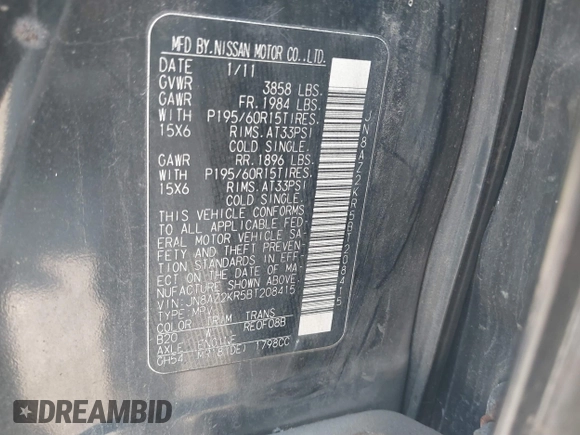 MFD BY.NISSAN MOTOR CO.,LTD.
DATE 1/11
GVWR 3858 LBS.
GAWR FR. 1984 LBS.
WITH P195/60R15TIRES.
15X6 RIMS.AT33PSI
COLD SINGLE.
GAWR RR. 1896 LBS.
WITH P195/60R15TIRES.
15X6 RIMS.AT33PSI
COLD SINGLE.
THIS VEHICLE CONFORMS
TO ALL APPLICABLE FED-
ERAL MOTOR VEHICLE SA-
FETY AND THEFT PREVEN-
TION STANDARDS IN EFF-
ECT ON THE DATE OF MA-
NUFACTURE SHOWN ABOVE.
VIN: JN8AZ2KR5BT208415
TYPE MPV
COLOR TRIM TRANS
B20 RE0F08B
AXLE ENGINE
GH54 1798CC
JN8AZ2KR5BT208415
DREAMBID